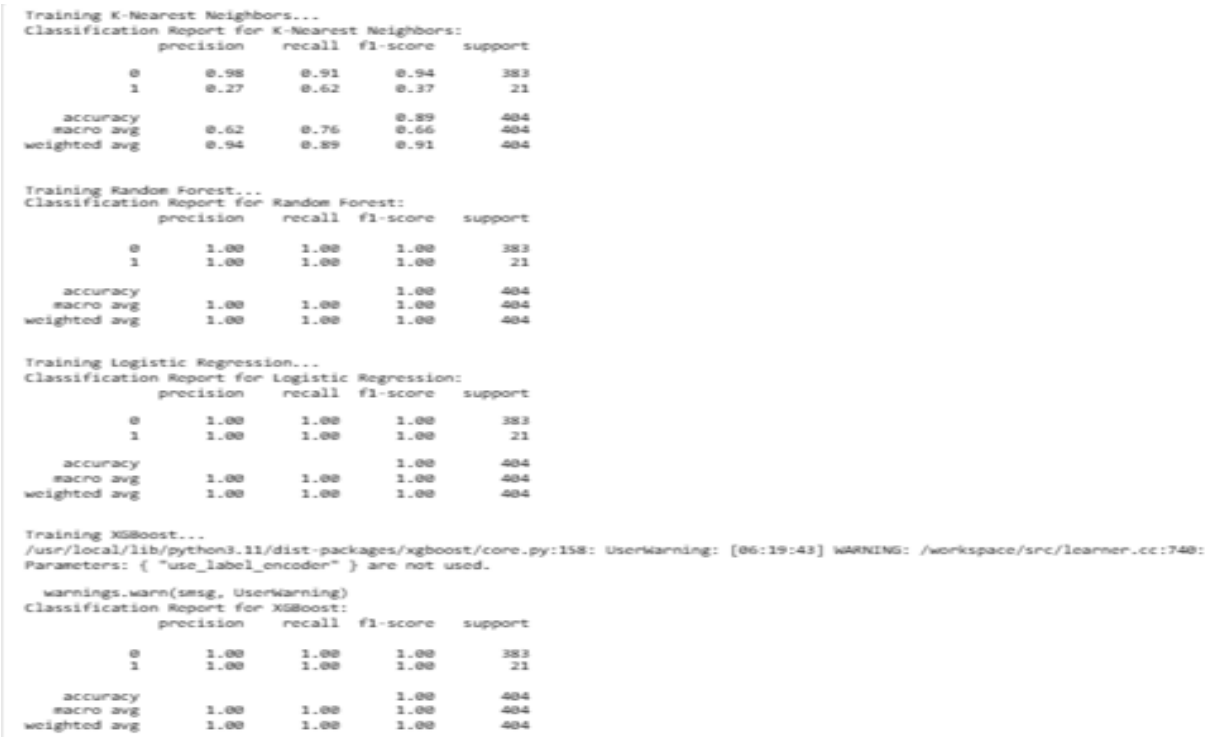 Training K-Nearest Neighbors...
Classification Report for K-Nearest Neighbors:
precision recall f1-score support
0 0.98 0.91 0.94 383
1 0.27 0.62 0.37 21
accuracy 0.89 404
macro avg 0.62 0.76 0.66 404
weighted avg 0.94 0.89 0.91 404
Training Random Forest...
Classification Report for Random Forest:
precision recall f1-score support
0 1.00 1.00 1.00 383
1 1.00 1.00 1.00 21
accuracy 1.00 404
macro avg 1.00 1.00 1.00 404
weighted avg 1.00 1.00 1.00 404
Training Logistic Regression...
Classification Report for Logistic Regression:
precision recall f1-score support
0 1.00 1.00 1.00 383
1 1.00 1.00 1.00 21
accuracy 1.00 404
macro avg 1.00 1.00 1.00 404
weighted avg 1.00 1.00 1.00 404
Training XGBoost...
/usr/local/lib/python3.11/dist-packages/xgboost/core.py:158: UserWarning: [06:19:43] WARNING: /workspace/src/learner.cc:740:
Parameters: { "use_label_encoder" } are not used.
warnings.warn(smsg, UserWarning)
Classification Report for XGBoost:
precision recall f1-score support
0 1.00 1.00 1.00 383
1 1.00 1.00 1.00 21
accuracy 1.00 404
macro avg 1.00 1.00 1.00 404
weighted avg 1.00 1.00 1.00 404